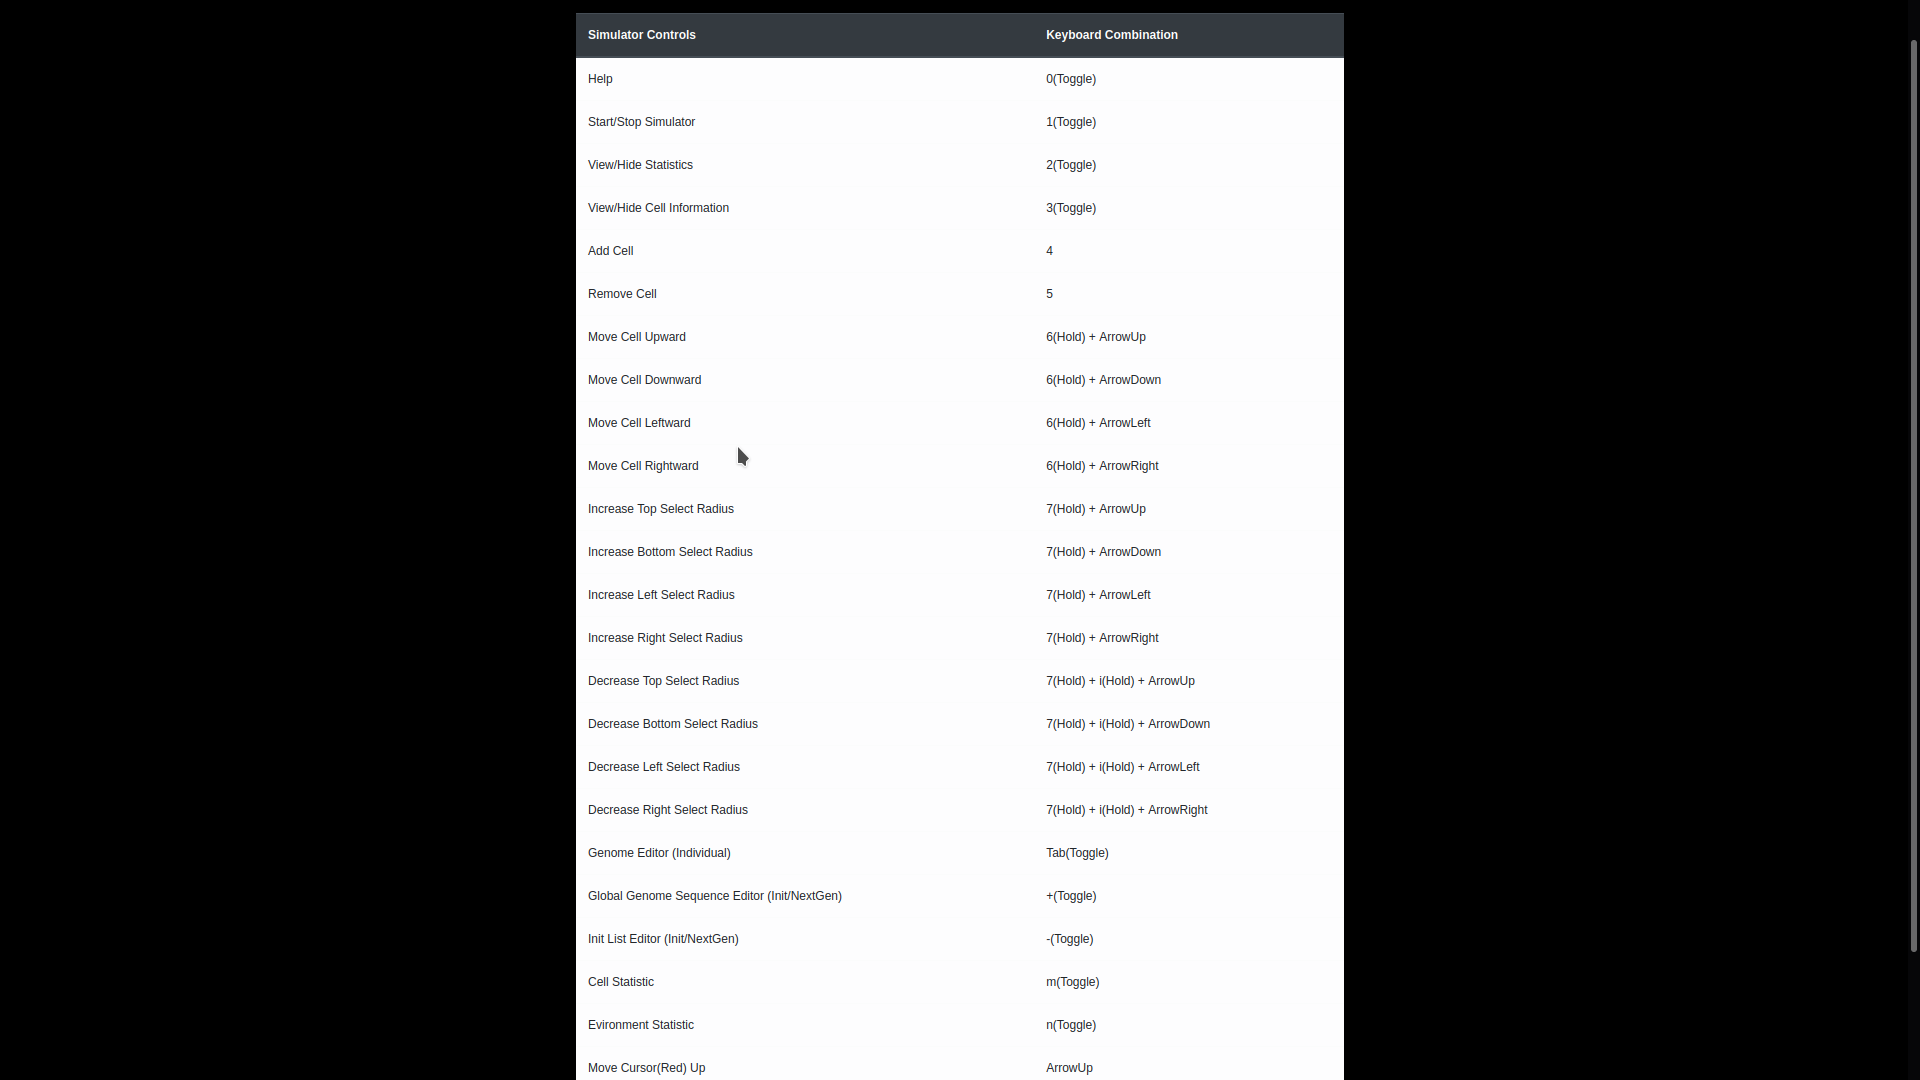 Simulator Controls Keyboard Combination
Help 0(Toggle)
Start/Stop Simulator 1(Toggle)
View/Hide Statistics 2(Toggle)
View/Hide Cell Information 3(Toggle)
Add Cell 4
Remove Cell 5
Move Cell Upward 6(Hold) + ArrowUp
Move Cell Downward 6(Hold) + ArrowDown
Move Cell Leftward 6(Hold) + ArrowLeft
Move Cell Rightward 6(Hold) + ArrowRight
Increase Top Select Radius 7(Hold) + ArrowUp
Increase Bottom Select Radius 7(Hold) + ArrowDown
Increase Left Select Radius 7(Hold) + ArrowLeft
Increase Right Select Radius 7(Hold) + ArrowRight
Decrease Top Select Radius 7(Hold) + i(Hold) + ArrowUp
Decrease Bottom Select Radius 7(Hold) + i(Hold) + ArrowDown
Decrease Left Select Radius 7(Hold) + i(Hold) + ArrowLeft
Decrease Right Select Radius 7(Hold) + i(Hold) + ArrowRight
Genome Editor (Individual) Tab(Toggle)
Global Genome Sequence Editor (Init/NextGen) +(Toggle)
Init List Editor (Init/NextGen) -(Toggle)
Cell Statistic m(Toggle)
Evironment Statistic n(Toggle)
Move Cursor(Red) Up ArrowUp